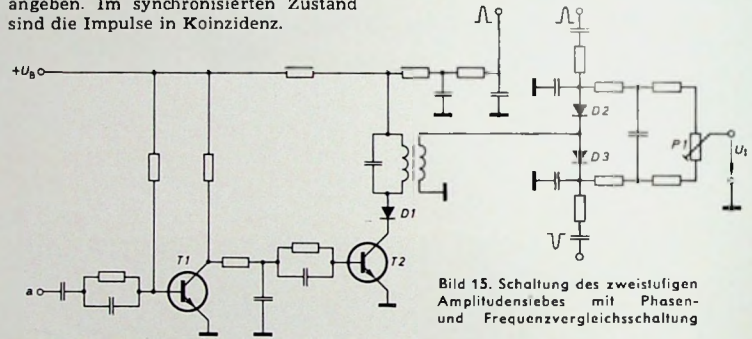 angeben. Im synchronisierten Zustand
sind die Impulse in Koinzidenz.
+U_B
D2
P1
U_1
D3
D1
T1
T2
a
Bild 15. Schaltung des zweistufigen
Amplitudensiebes mit Phasen-
und Frequenzvergleichsschaltung